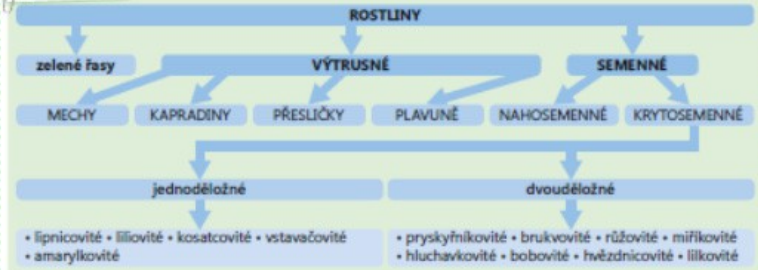 ROSTLINY
zelené řasy VÝTRUSNÉ SEMENNÉ
MECHY KAPRADINY PŘESLIČKY PLAVUNĚ NAHOSEMENNÉ KRYTOSEMENNÉ
jednoděložné dvouděložné
• lipnicovité • liliovité • kosatcovité • vstavačovité
• amarylkovité
• pryskyřníkovité • brukvovité • růžovité • miříkovité
• hluchavkovité • bobovité • hvězdnicovité • lilkovité